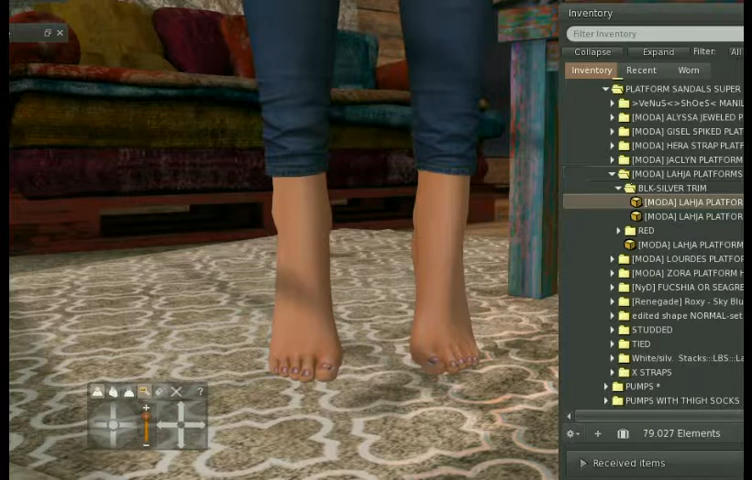 Inventory
Filter Inventory
Collapse Expand Filter: All
Inventory Recent Worn
PLATFORM SANDALS SUPER
>VeNuS<>ShOeS< MANI
[MODA] ALYSSA JEWELED P
[MODA] GISEL SPIKED PLAT
[MODA] HERA STRAP PLATF
[MODA] JACLYN PLATFORM
[MODA] LAHJA PLATFORMS
BLK-SILVER TRIM
[MODA] LAHJA PLATFOR
[MODA] LAHJA PLATFOR
RED
[MODA] LAHJA PLATFORM
[MODA] LOURDES PLATFO
[MODA] ZORA PLATFORM H
[NyD] FUCSHIA OR SEAGRE
[Renegade] Roxy - Sky Blu
edited shape NORMAL-set
STUDDED
TIED
White/silv. Stacks:::LBS:::La
X STRAPS
PUMPS *
PUMPS WITH THIGH SOCKS
79.027 Elements
Received items